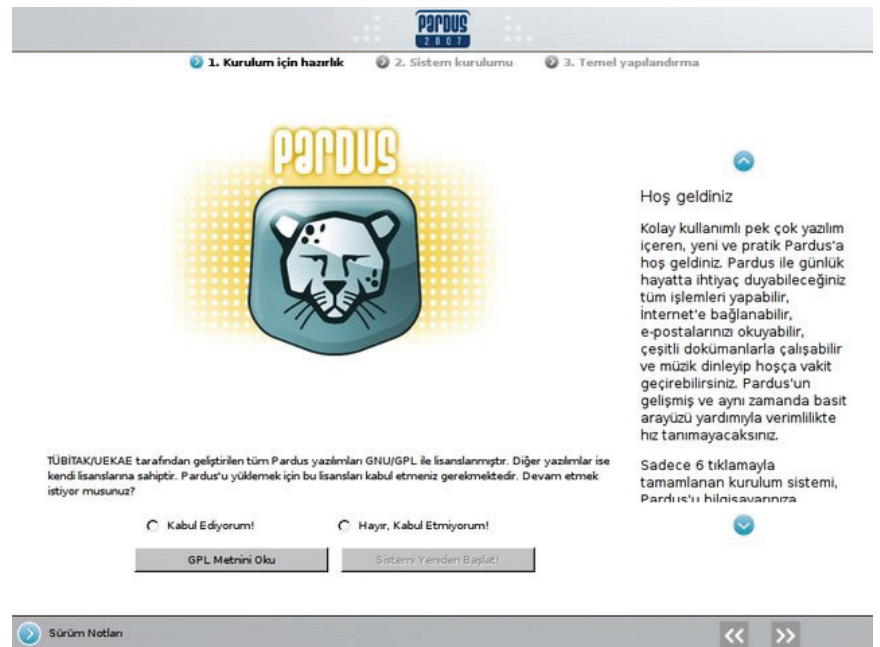 PARDUS
2007
1. Kurulum için hazırlık
2. Sistem kurulumu
3. Temel yapılandırma
PARDUS
Hoş geldiniz
Kolay kullanımlı pek çok yazılım
içeren, yeni ve pratik Pardus'a
hoş geldiniz. Pardus ile günlük
hayatta ihtiyaç duyabileceğiniz
tüm işlemleri yapabilir,
İnternet'e bağlanabilir,
e-postalarınızı okuyabilir,
çeşitli dokümanlarla çalışabilir
ve müzik dinleyip hoşça vakit
geçirebilirsiniz. Pardus'un
gelişmiş ve aynı zamanda basit
arayüzü yardımıyla verimlilikte
hız tanımayacaksınız.
Sadece 6 tıklamayla
tamamlanan kurulum sistemi,
Pardus'u bilgisayarınıza
TÜBİTAK/UEKAE tarafından geliştirilen tüm Pardus yazılımları GNU/GPL ile lisanslanmıştır. Diğer yazılımlar ise
kendi lisanslarına sahiptir. Pardus'u yüklemek için bu lisansları kabul etmeniz gerekmektedir. Devam etmek
istiyor musunuz?
Kabul Ediyorum!
Hayır, Kabul Etmiyorum!
GPL Metnini Oku
Sistemi Yeniden Başlat!
Sürüm Notları